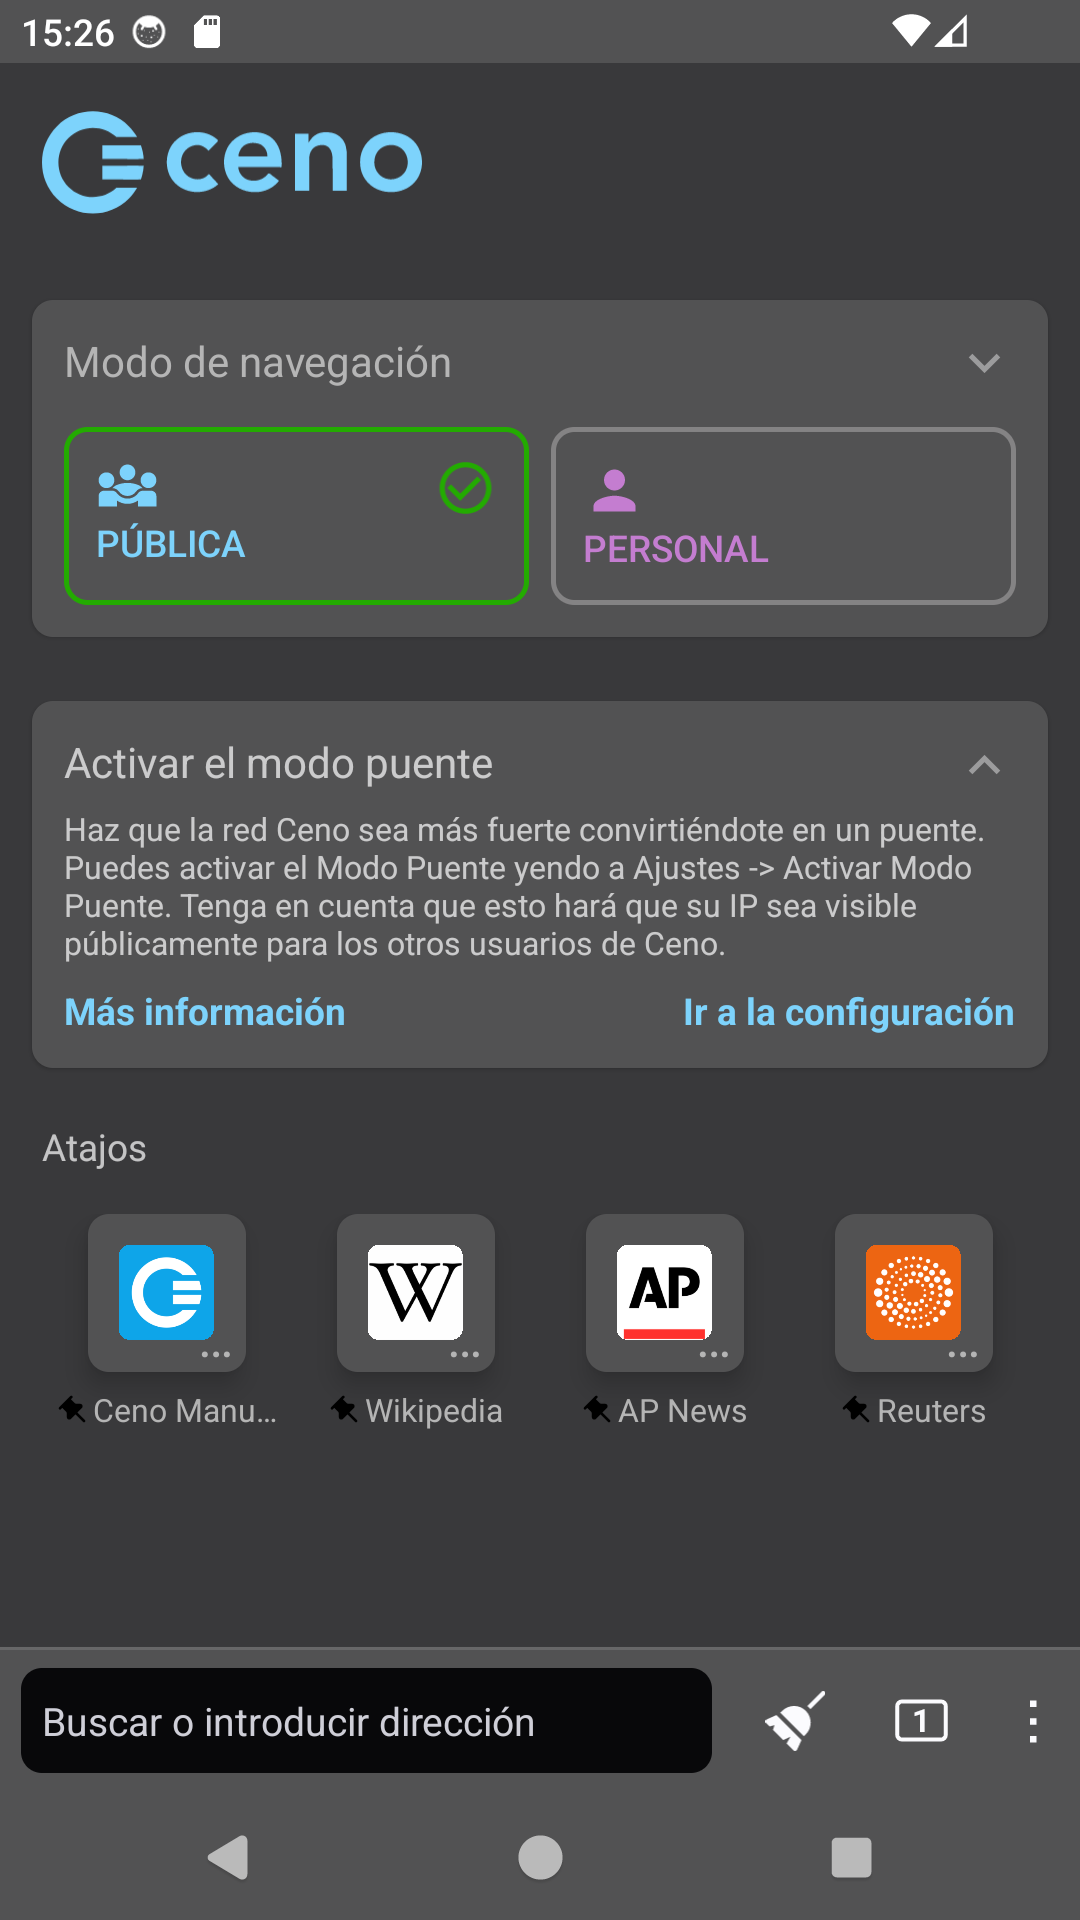 15:26
ceno
Modo de navegación
PÚBLICA
PERSONAL
Activar el modo puente
Haz que la red Ceno sea más fuerte convirtiéndote en un puente.
Puedes activar el Modo Puente yendo a Ajustes -> Activar Modo
Puente. Tenga en cuenta que esto hará que su IP sea visible
públicamente para los otros usuarios de Ceno.
Más información
Ir a la configuración
Atajos
W
AP
Ceno Manu...
Wikipedia
AP News
Reuters
Buscar o introducir dirección
1